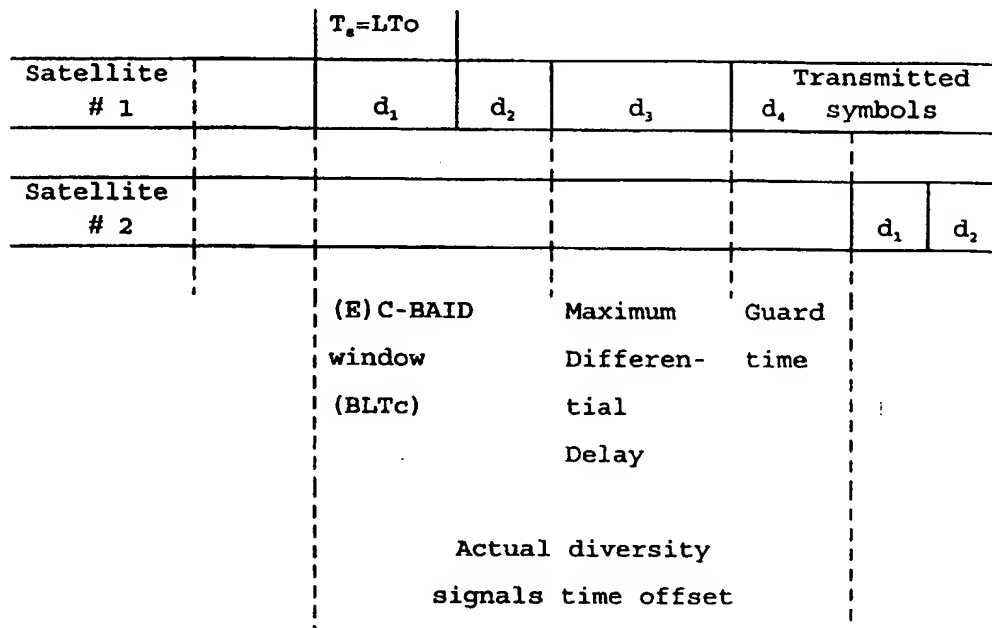 Tₛ=LTo
Satellite
# 1
d₁
d₂
d₃
d₄
Transmitted
symbols
Satellite
# 2
d₁
d₂
(E)C-BAID
window
(BLTc)
Maximum
Differen-
tial
Delay
Guard
time
Actual diversity
signals time offset